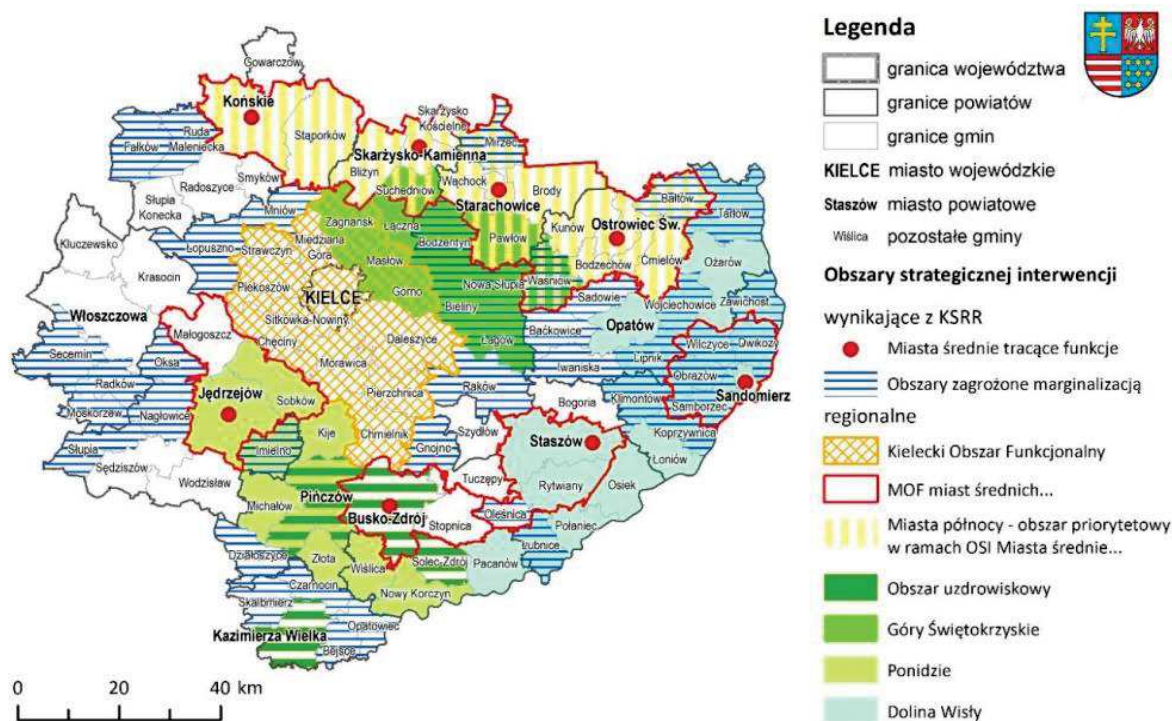 Gowarczów
Końskie
Stąporków
Skarżysko
Kościelne
Ruda
Maleniecka
Fałków
Mirzec
Skarżysko-Kamienna
Bliżyn
Smyków
Radoszyce
Wąchock
Suchedniów
Brody
Starachowice
Słupia
Konecka
Mniów
Zagnańsk
Łączna
Bałtów
Tarłów
Kunów
Ostrowiec Św.
Kluczewsko
Łopuszno
Strawczyn
Miedziana
Góra
Bodzentyn
Pawłów
Masłów
Bodzechów
Ćmielów
Ożarów
Krasocin
Piekoszów
KIELCE
Górno
Nowa Słupia
Waśniów
Bieliny
Sadowie
Wojciechowice
Zawichost
Włoszczowa
Sitkówka-Nowiny
Małogoszcz
Chęciny
Daleszyce
Łagów
Baćkowice
Opatów
Wilczyce
Dwikozy
Secemin
Oksa
Morawica
Iwaniska
Lipnik
Radków
Jędrzejów
Sobków
Pierzchnica
Raków
Obrazów
Sandomierz
Moskorzew
Nagłowice
Bogoria
Klimontów
Samborzec
Chmielnik
Szydłów
Kije
Staszów
Koprzywnica
Słupia
Imielno
Gnojno
Łoniów
Sędziszów
Wodzisław
Tuczępy
Rytwiany
Osiek
Pińczów
Michałów
Busko-Zdrój
Stopnica
Oleśnica
Połaniec
Działoszyce
Złota
Łubnice
Wiślica
Solec-Zdrój
Pacanów
Czarnocin
Skalbmierz
Nowy Korczyn
Kazimierza Wielka
Opatowiec
Bejsce
0 20 40 km
Legenda
granica województwa
granice powiatów
granice gmin
KIELCE miasto wojewódzkie
Staszów miasto powiatowe
Wiślica pozostałe gminy
Obszary strategicznej interwencji
wynikające z KSRR
Miasta średnie tracące funkcje
Obszary zagrożone marginalizacją
regionalne
Kielecki Obszar Funkcjonalny
MOF miast średnich...
Miasta północy - obszar priorytetowy
w ramach OSI Miasta średnie...
Obszar uzdrowiskowy
Góry Świętokrzyskie
Ponidzie
Dolina Wisły